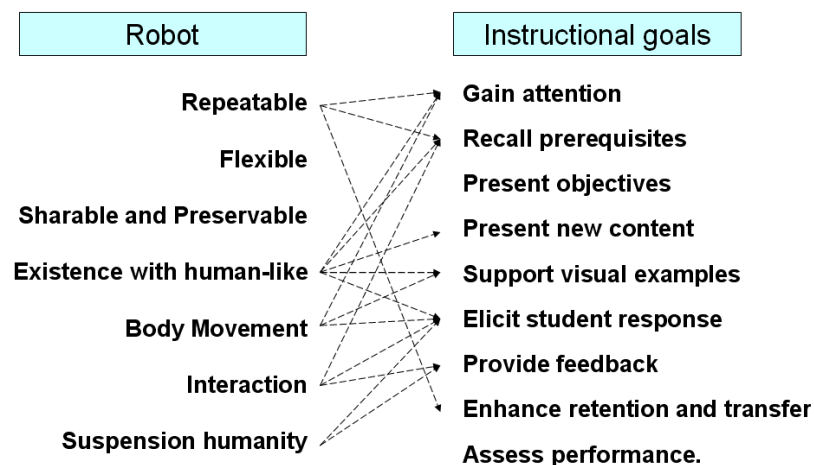 Robot
Instructional goals
Repeatable
Flexible
Sharable and Preservable
Existence with human-like
Body Movement
Interaction
Suspension humanity
Gain attention
Recall prerequisites
Present objectives
Present new content
Support visual examples
Elicit student response
Provide feedback
Enhance retention and transfer
Assess performance.